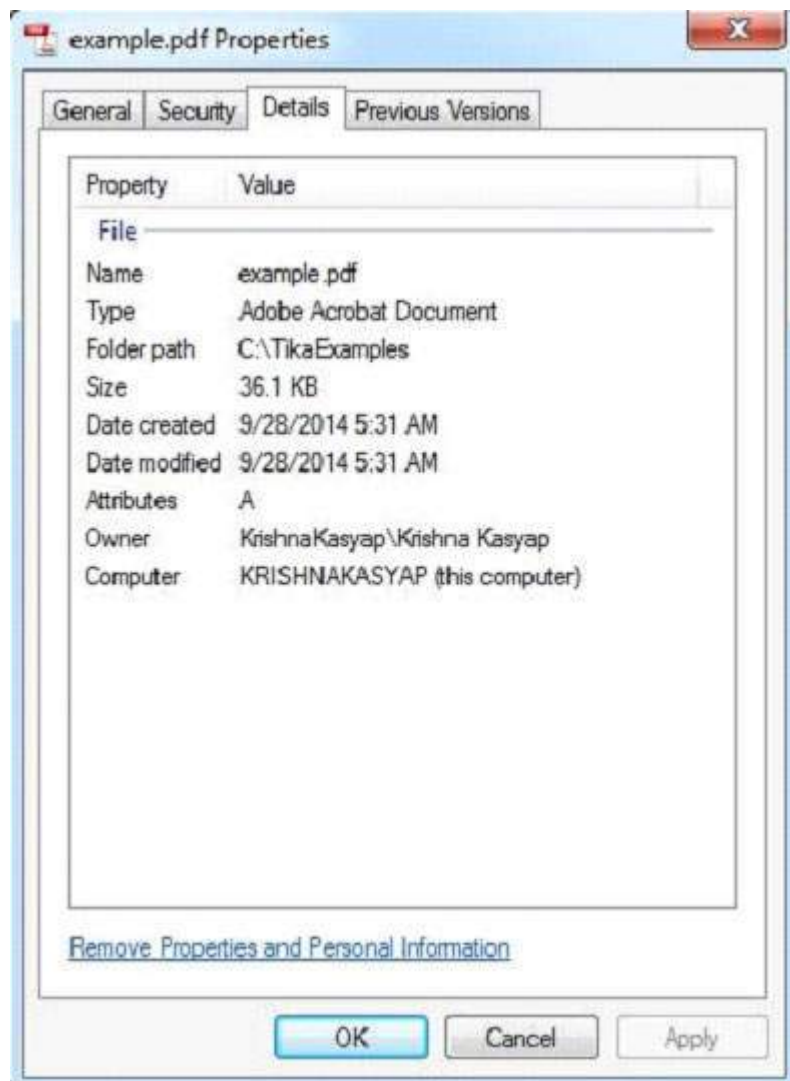 example.pdf Properties
General Security Details Previous Versions
Property Value
File
Name example.pdf
Type Adobe Acrobat Document
Folder path C:\TikaExamples
Size 36.1 KB
Date created 9/28/2014 5:31 AM
Date modified 9/28/2014 5:31 AM
Attributes A
Owner KrishnaKasyap\Krishna Kasyap
Computer KRISHNAKASYAP (this computer)
Remove Properties and Personal Information
OK Cancel Apply